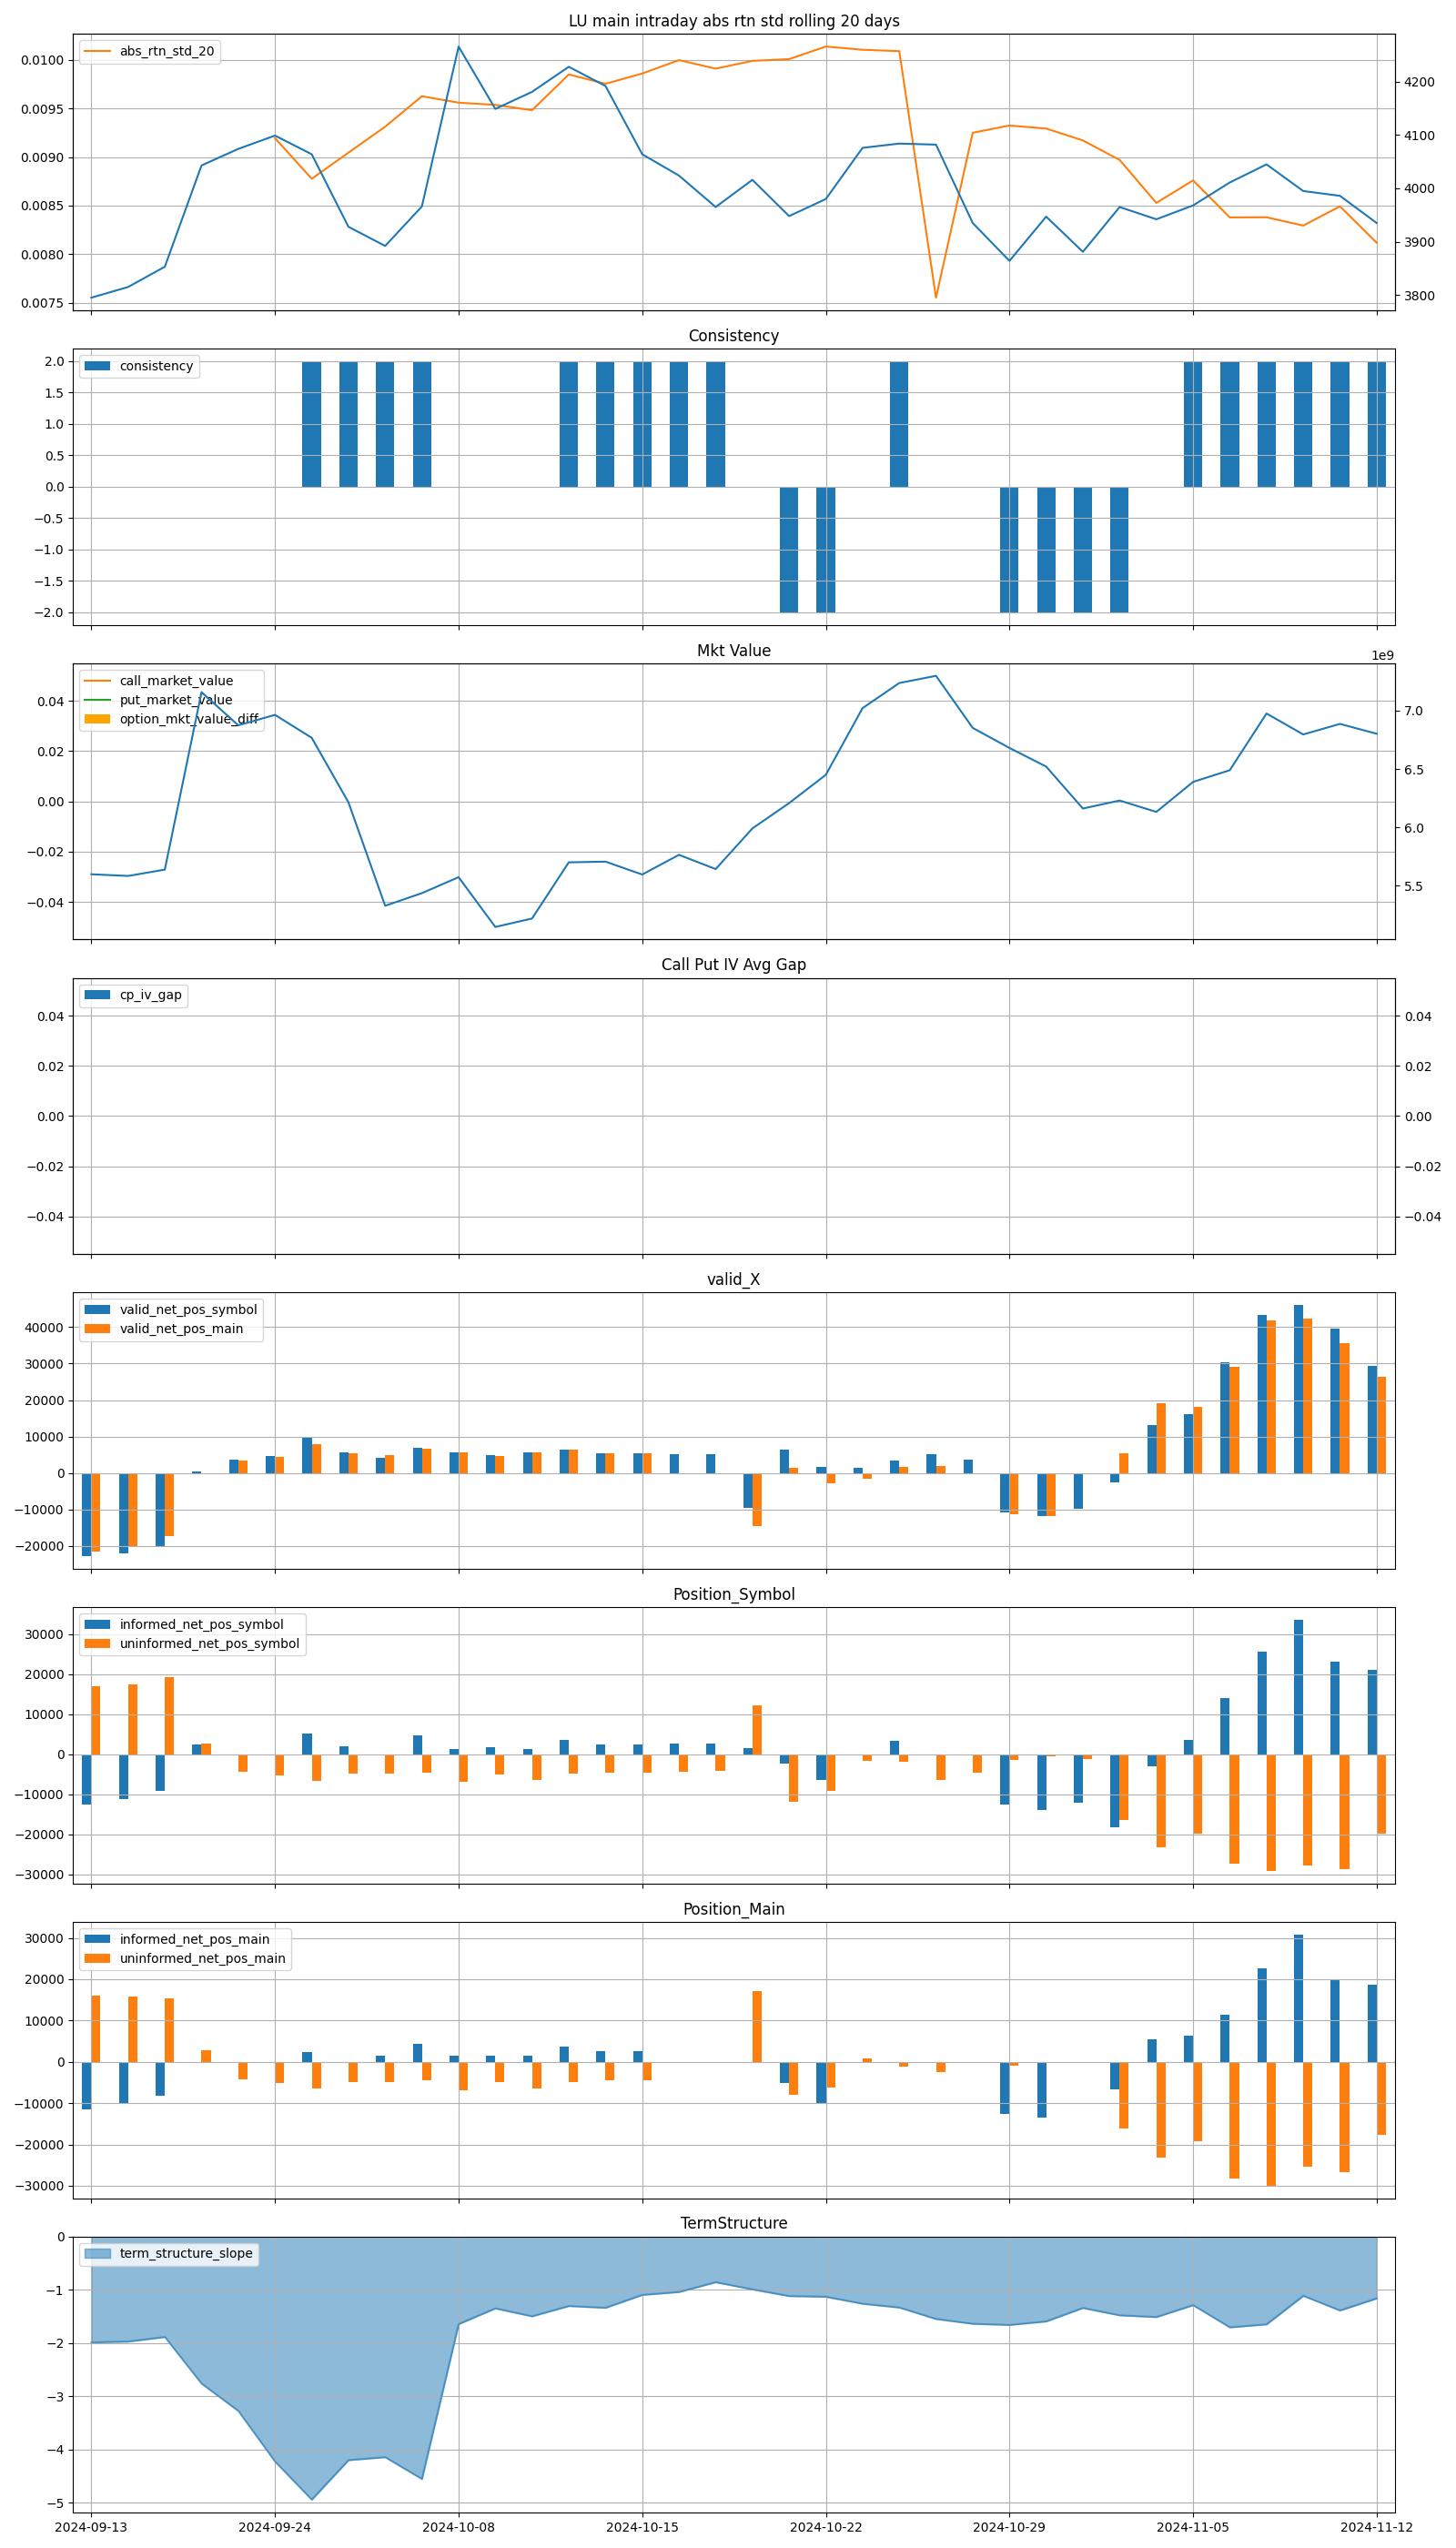 LU main intraday abs rtn std rolling 20 days
abs_rtn_std_20
0.0100
0.0095
0.0090
0.0085
0.0080
0.0075
4200
4100
4000
3900
3800
Consistency
consistency
2.0
1.5
1.0
0.5
0.0
−0.5
−1.0
−1.5
−2.0
Mkt Value
1e9
call_market_value
put_market_value
option_mkt_value_diff
0.04
0.02
0.00
−0.02
−0.04
7.0
6.5
6.0
5.5
Call Put IV Avg Gap
cp_iv_gap
0.04
0.02
0.00
−0.02
−0.04
0.04
0.02
0.00
−0.02
−0.04
valid_X
valid_net_pos_symbol
valid_net_pos_main
40000
30000
20000
10000
0
−10000
−20000
Position_Symbol
informed_net_pos_symbol
uninformed_net_pos_symbol
30000
20000
10000
0
−10000
−20000
−30000
Position_Main
informed_net_pos_main
uninformed_net_pos_main
30000
20000
10000
0
−10000
−20000
−30000
TermStructure
term_structure_slope
0
−1
−2
−3
−4
−5
2024-09-13 2024-09-24 2024-10-08 2024-10-15 2024-10-22 2024-10-29 2024-11-05 2024-11-12